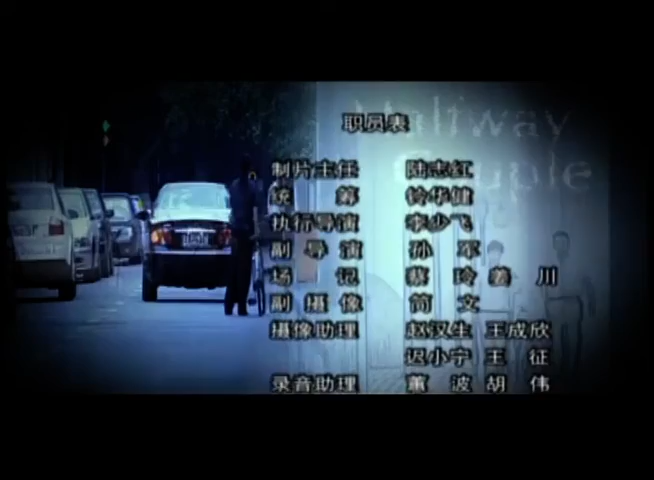 职员表
Halfway
Couple
制片主任 陆志红
统筹 钤华健
执行导演 李少飞
副导演 孙军
场记 蔡玲 姜川
副摄像 简文
摄像助理 赵汉生 王成欣
迟小宁 王征
录音助理 董波 胡伟